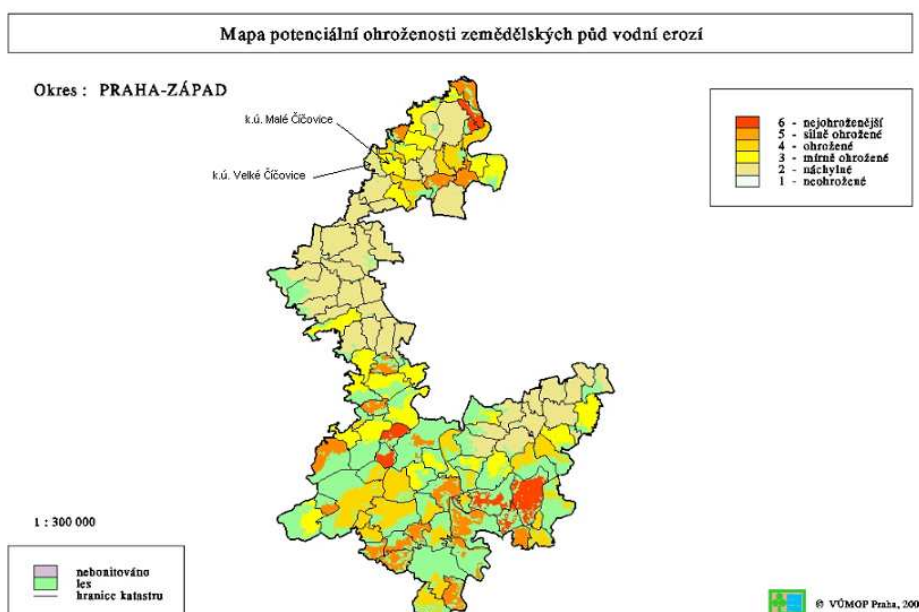 Mapa potenciální ohroženosti zemědělských půd vodní erozí
Okres : PRAHA-ZÁPAD
k.ú. Malé Číčovice
k.ú. Velké Číčovice
6 - nejohroženější
5 - silně ohrožené
4 - ohrožené
3 - mírně ohrožené
2 - náchylné
1 - neohrožené
1 : 300 000
nebonitováno
les
hranice katastru
© VÚMOP Praha, 200